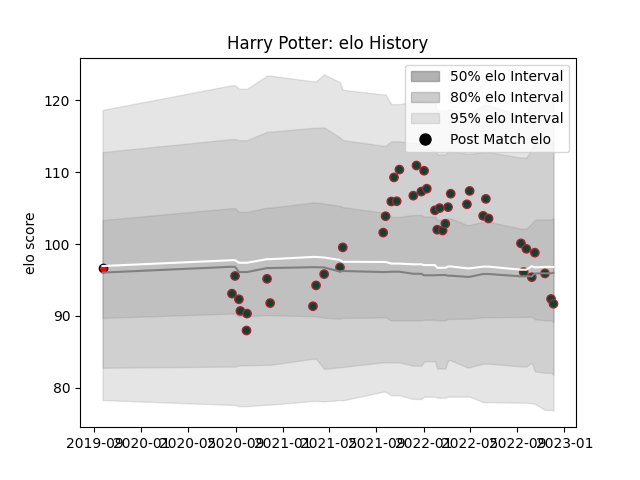 Harry Potter: elo History
50% elo Interval
80% elo Interval
95% elo Interval
Post Match elo
elo score
120
110
100
90
80
2019-09 2020-01 2020-05 2020-09 2021-01 2021-05 2021-09 2022-01 2022-05 2022-09 2023-01